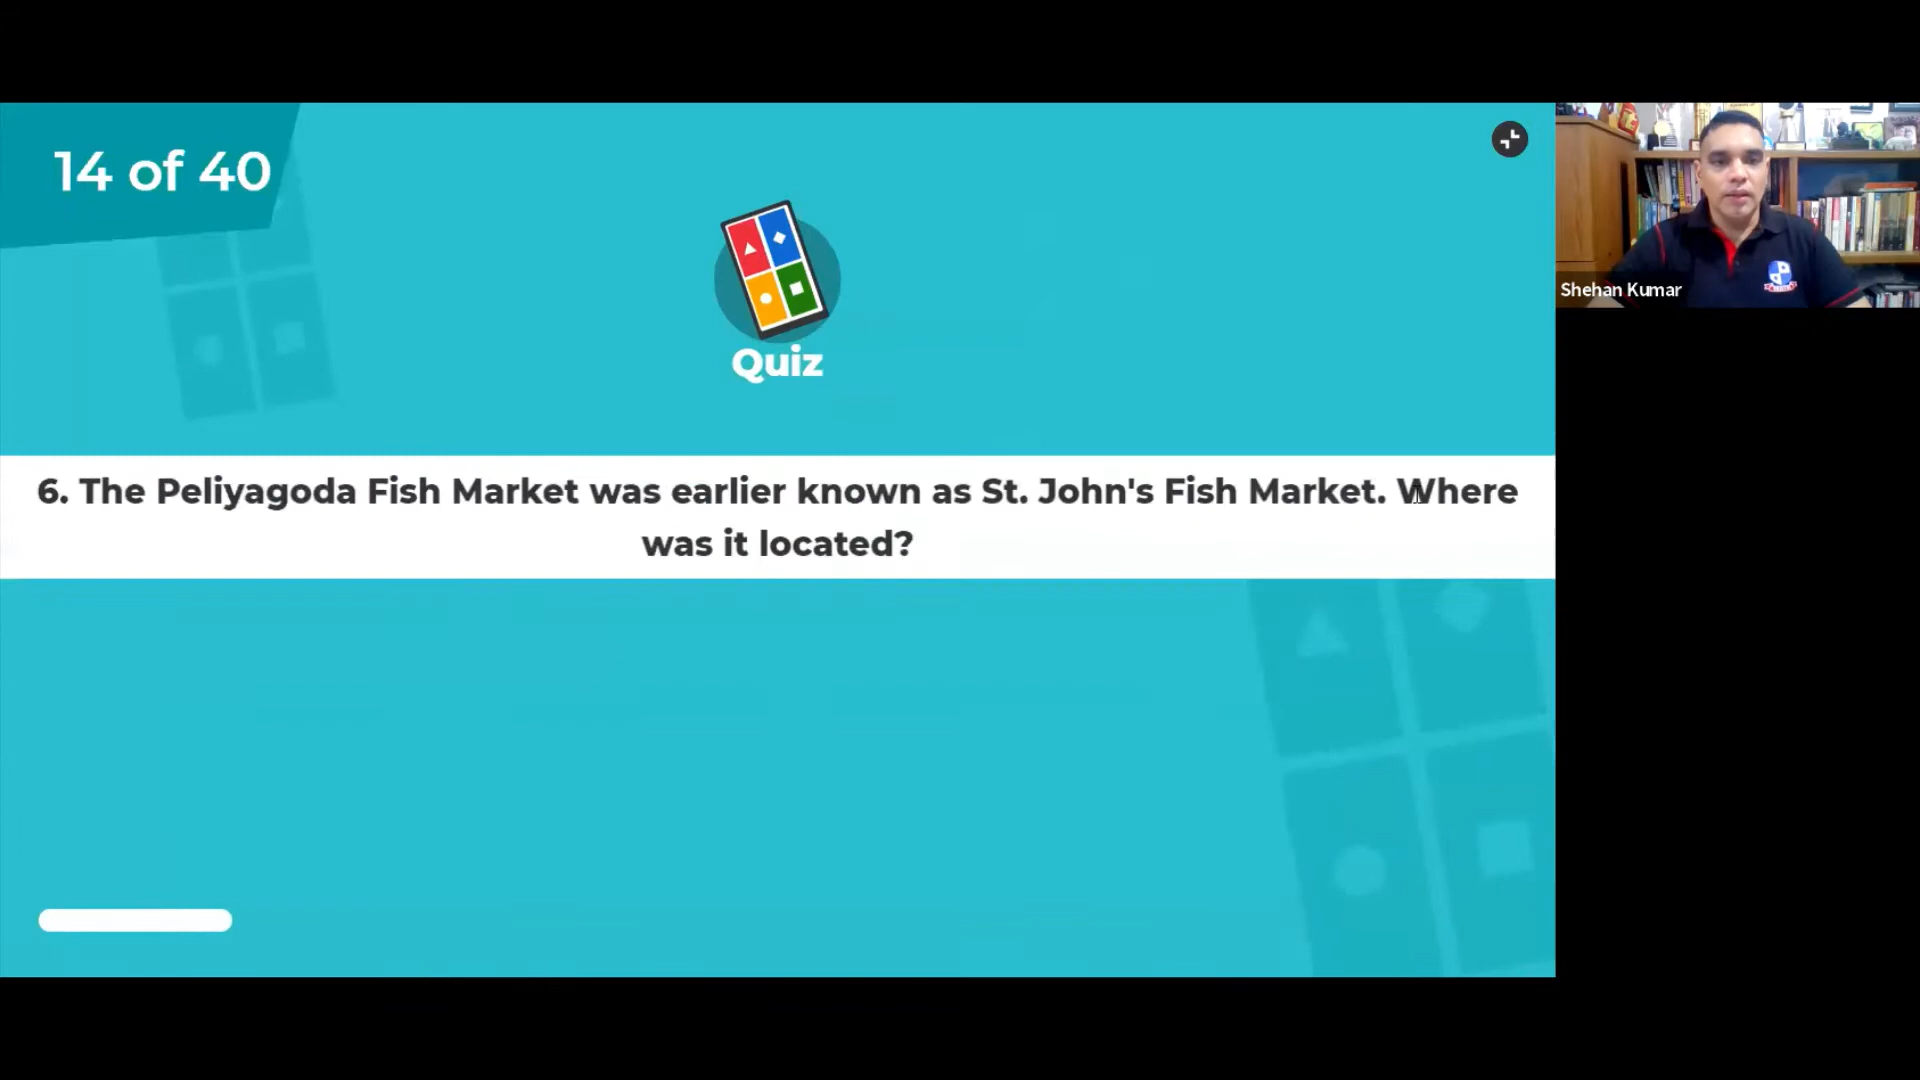 14 of 40
Quiz
6. The Peliyagoda Fish Market was earlier known as St. John's Fish Market. Where
was it located?
Shehan Kumar